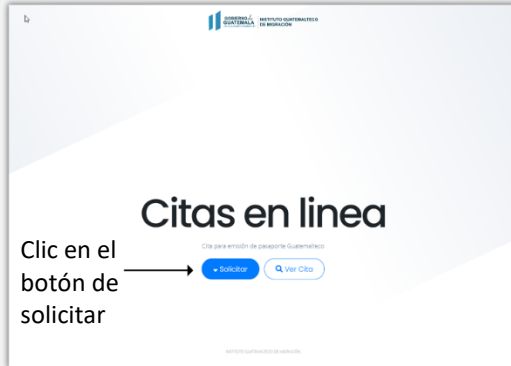 GOBIERNO DE
GUATEMALA
INSTITUTO GUATEMALTECO
DE MIGRACIÓN
Citas en linea
Cita para emisión de pasaporte Guatemalteco
Clic en el
botón de
solicitar
Solicitar
Ver Cita
INSTITUTO GUATEMALTECO DE MIGRACIÓN